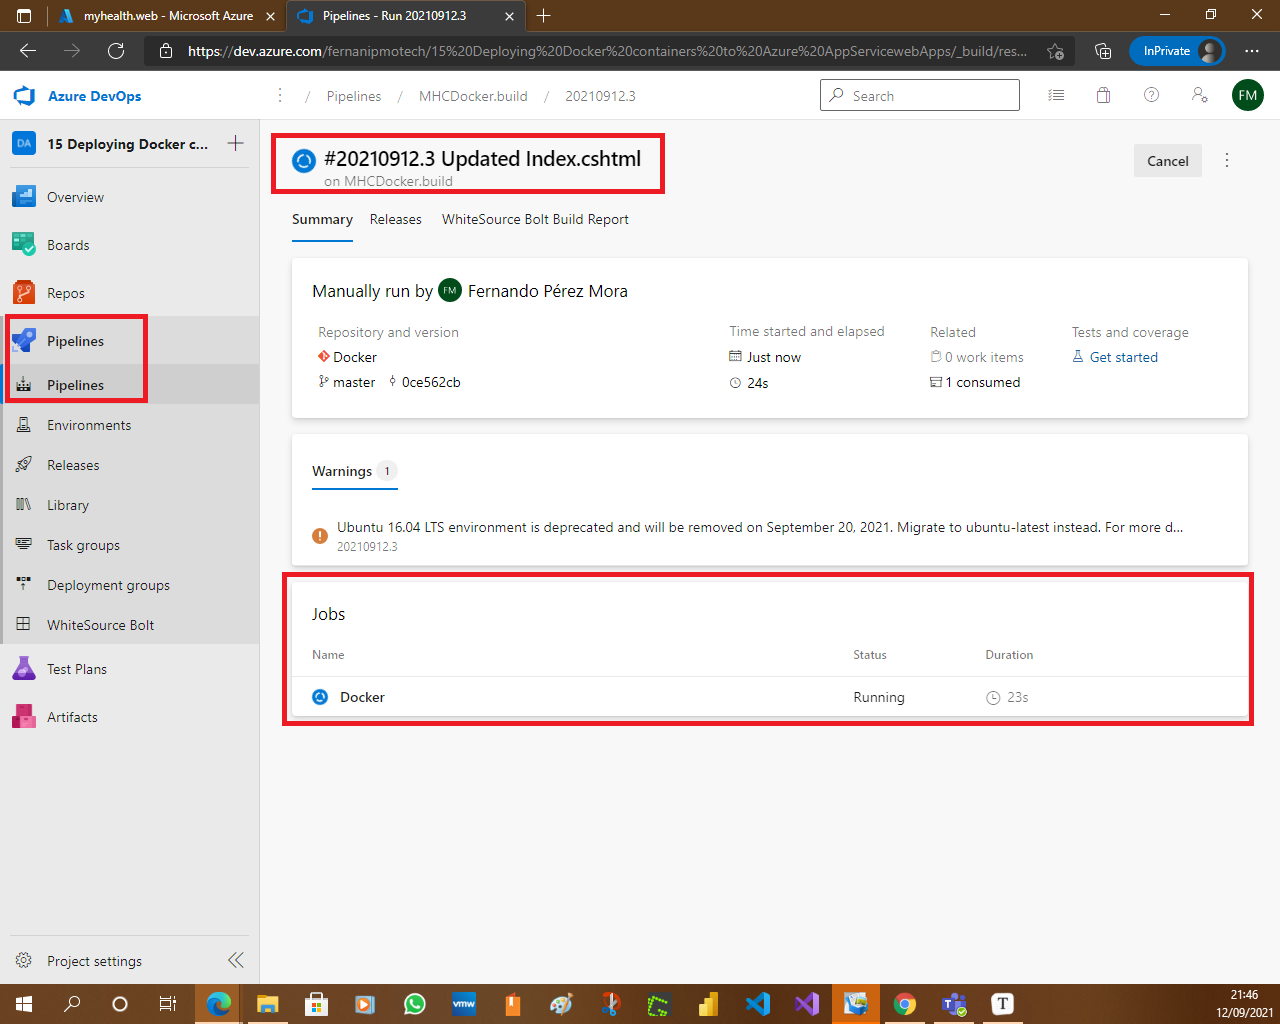 myhealth.web - Microsoft Azure
Pipelines - Run 20210912.3
https://dev.azure.com/fernanipmotech/15%20Deploying%20Docker%20containers%20to%20Azure%20AppServicewebApps/_build/res...
InPrivate
Azure DevOps
/ Pipelines / MHCDocker.build / 20210912.3
Search
FM
DA
15 Deploying Docker c...
Overview
Boards
Repos
Pipelines
Pipelines
Environments
Releases
Library
Task groups
Deployment groups
WhiteSource Bolt
Test Plans
Artifacts
Project settings
#20210912.3 Updated Index.cshtml
on MHCDocker.build
Cancel
Summary
Releases
WhiteSource Bolt Build Report
Manually run by FM Fernando Pérez Mora
Repository and version
Docker
master 0ce562cb
Time started and elapsed
Just now
24s
Related
0 work items
1 consumed
Tests and coverage
Get started
Warnings 1
Ubuntu 16.04 LTS environment is deprecated and will be removed on September 20, 2021. Migrate to ubuntu-latest instead. For more d...
20210912.3
Jobs
Name Status Duration
Docker Running 23s
vmw
T
21:46
12/09/2021